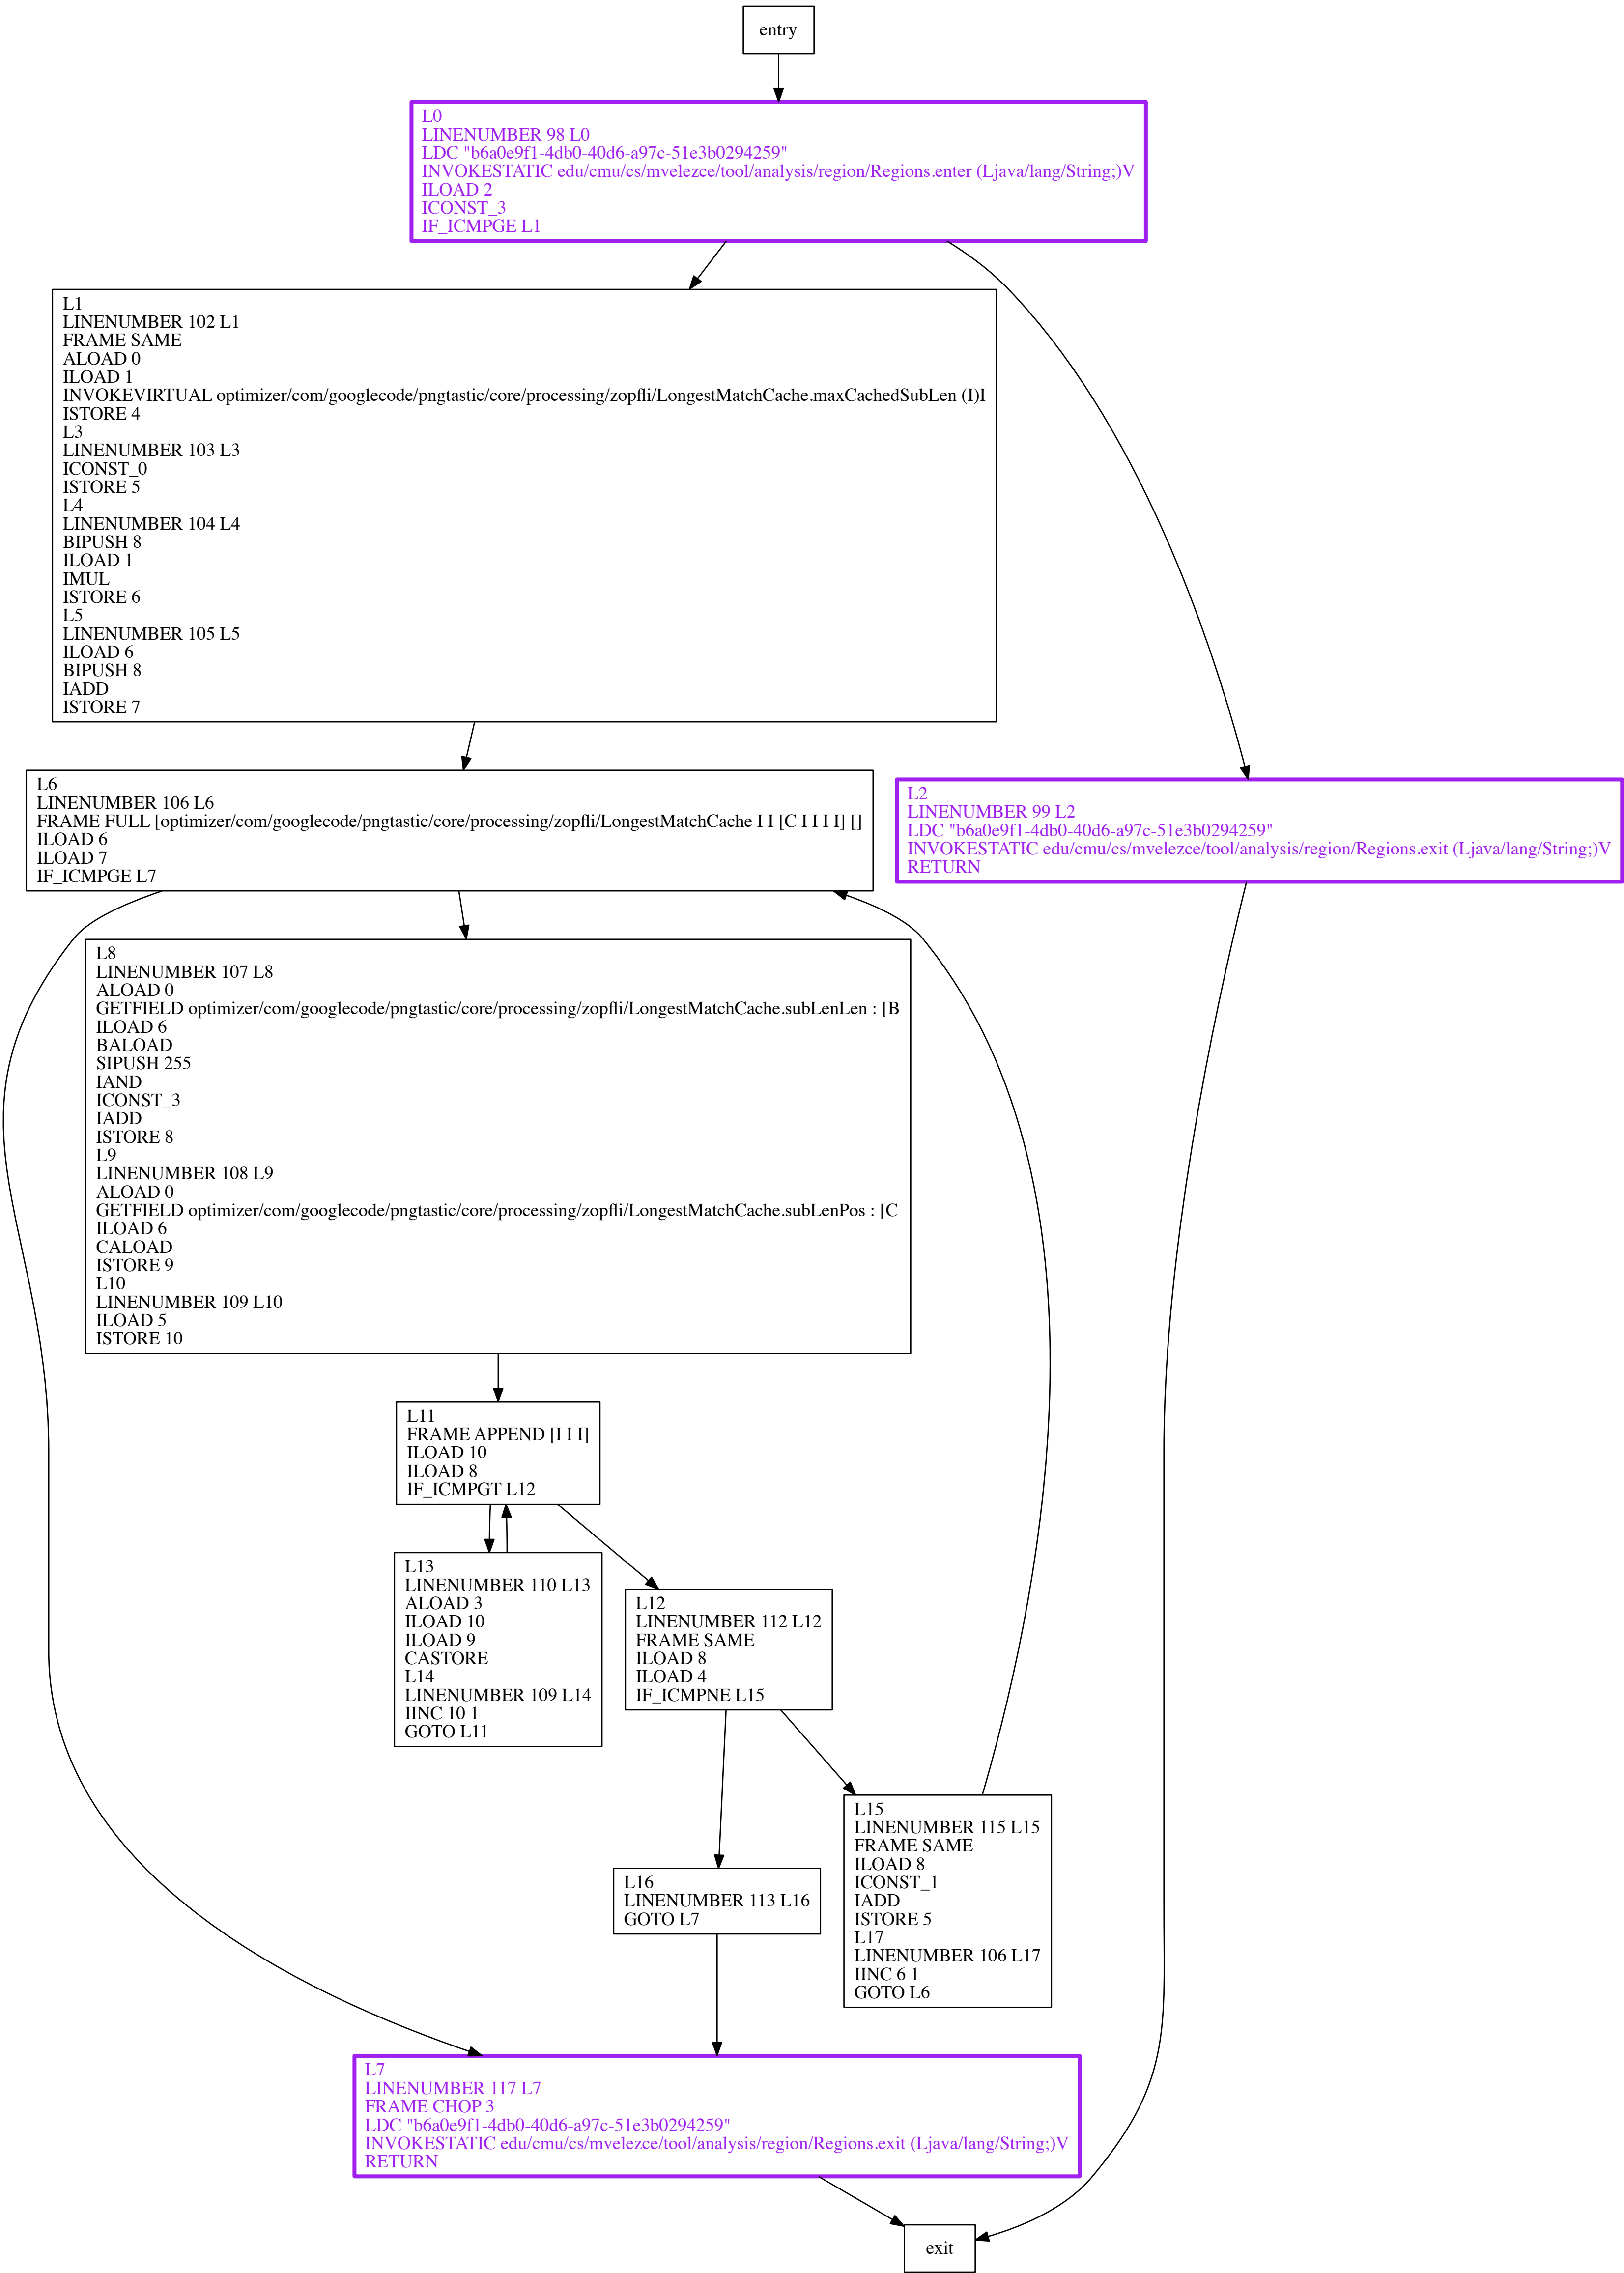 entry
L0
LINENUMBER 98 L0
LDC "b6a0e9f1-4db0-40d6-a97c-51e3b0294259"
INVOKESTATIC edu/cmu/cs/mvelezce/tool/analysis/region/Regions.enter (Ljava/lang/String;)V
ILOAD 2
ICONST_3
IF_ICMPGE L1
L1
LINENUMBER 102 L1
FRAME SAME
ALOAD 0
ILOAD 1
INVOKEVIRTUAL optimizer/com/googlecode/pngtastic/core/processing/zopfli/LongestMatchCache.maxCachedSubLen (I)I
ISTORE 4
L3
LINENUMBER 103 L3
ICONST_0
ISTORE 5
L4
LINENUMBER 104 L4
BIPUSH 8
ILOAD 1
IMUL
ISTORE 6
L5
LINENUMBER 105 L5
ILOAD 6
BIPUSH 8
IADD
ISTORE 7
L6
LINENUMBER 106 L6
FRAME FULL [optimizer/com/googlecode/pngtastic/core/processing/zopfli/LongestMatchCache I I [C I I I I] []
ILOAD 6
ILOAD 7
IF_ICMPGE L7
L2
LINENUMBER 99 L2
LDC "b6a0e9f1-4db0-40d6-a97c-51e3b0294259"
INVOKESTATIC edu/cmu/cs/mvelezce/tool/analysis/region/Regions.exit (Ljava/lang/String;)V
RETURN
L8
LINENUMBER 107 L8
ALOAD 0
GETFIELD optimizer/com/googlecode/pngtastic/core/processing/zopfli/LongestMatchCache.subLenLen : [B
ILOAD 6
BALOAD
SIPUSH 255
IAND
ICONST_3
IADD
ISTORE 8
L9
LINENUMBER 108 L9
ALOAD 0
GETFIELD optimizer/com/googlecode/pngtastic/core/processing/zopfli/LongestMatchCache.subLenPos : [C
ILOAD 6
CALOAD
ISTORE 9
L10
LINENUMBER 109 L10
ILOAD 5
ISTORE 10
L11
FRAME APPEND [I I I]
ILOAD 10
ILOAD 8
IF_ICMPGT L12
L13
LINENUMBER 110 L13
ALOAD 3
ILOAD 10
ILOAD 9
CASTORE
L14
LINENUMBER 109 L14
IINC 10 1
GOTO L11
L12
LINENUMBER 112 L12
FRAME SAME
ILOAD 8
ILOAD 4
IF_ICMPNE L15
L15
LINENUMBER 115 L15
FRAME SAME
ILOAD 8
ICONST_1
IADD
ISTORE 5
L17
LINENUMBER 106 L17
IINC 6 1
GOTO L6
L16
LINENUMBER 113 L16
GOTO L7
L7
LINENUMBER 117 L7
FRAME CHOP 3
LDC "b6a0e9f1-4db0-40d6-a97c-51e3b0294259"
INVOKESTATIC edu/cmu/cs/mvelezce/tool/analysis/region/Regions.exit (Ljava/lang/String;)V
RETURN
exit